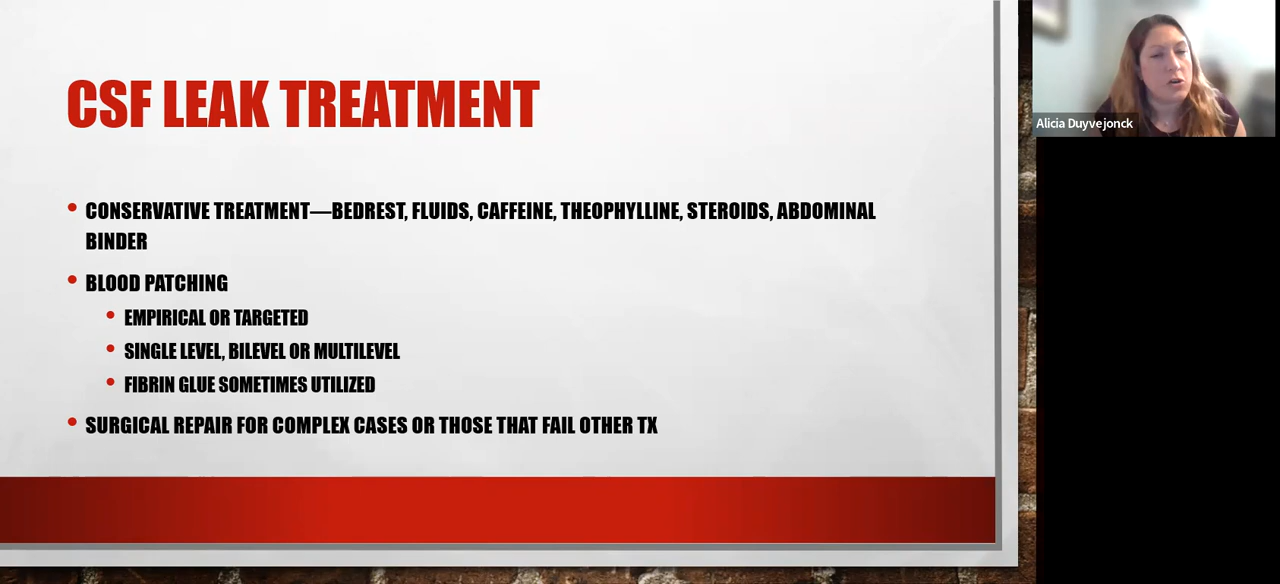 CSF LEAK TREATMENT
• CONSERVATIVE TREATMENT—BEDREST, FLUIDS, CAFFEINE, THEOPHYLLINE, STEROIDS, ABDOMINAL
BINDER
• BLOOD PATCHING
• EMPIRICAL OR TARGETED
• SINGLE LEVEL, BILEVEL OR MULTILEVEL
• FIBRIN GLUE SOMETIMES UTILIZED
• SURGICAL REPAIR FOR COMPLEX CASES OR THOSE THAT FAIL OTHER TX
Alicia Duyvejonck